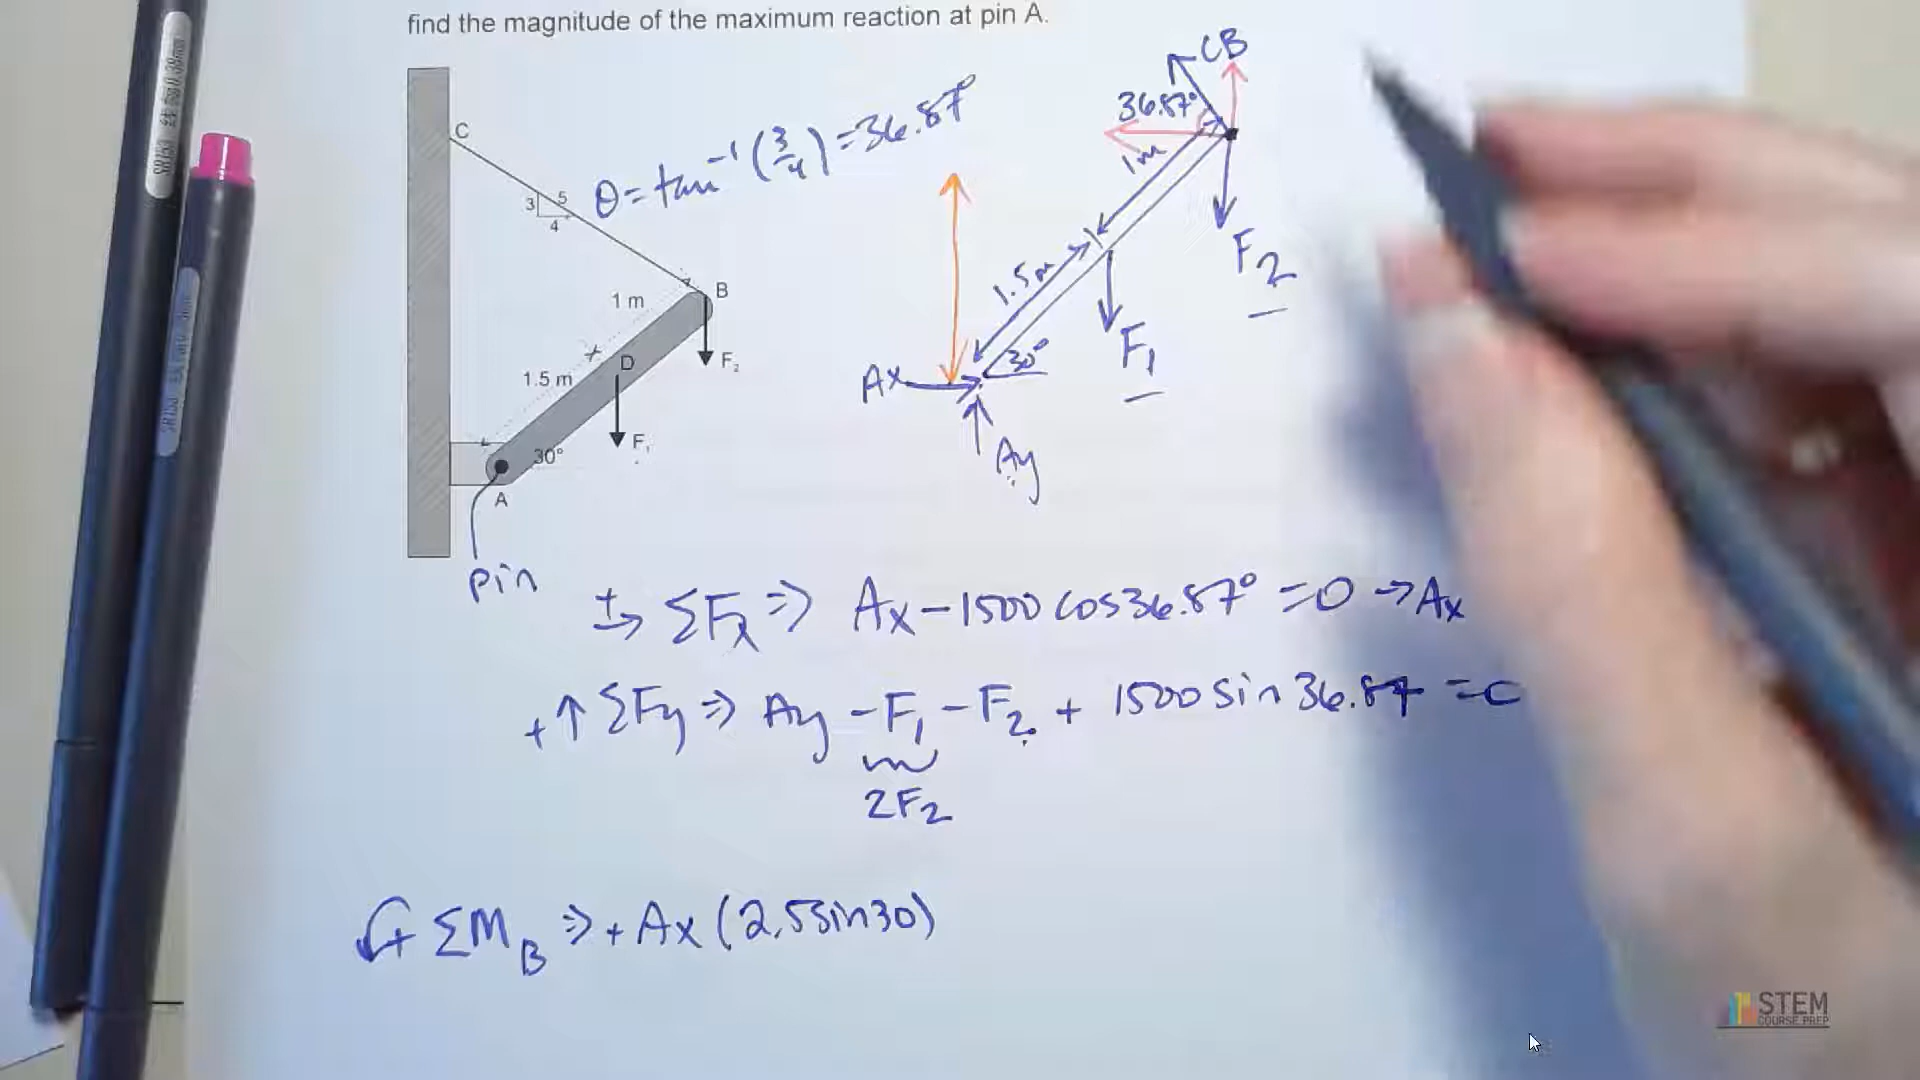 find the magnitude of the maximum reaction at pin A.
C
3 5
4
θ = tan⁻¹(3/4) = 36.87°
1 m
B
1.5 m
D
F₂
F₁
30°
A
pin
CB
36.87°
1m
1.5m
F₂
F₁
30°
Ax
Ay
+→ ΣFx ⇒ Ax - 1500 cos 36.87° = 0 → Ax
+↑ ΣFy ⇒ Ay - F₁ - F₂ + 1500 sin 36.87 =
2F₂
+ ΣM_B ⇒ + Ax (2.5 sin 30)
STEM
COURSE PREP